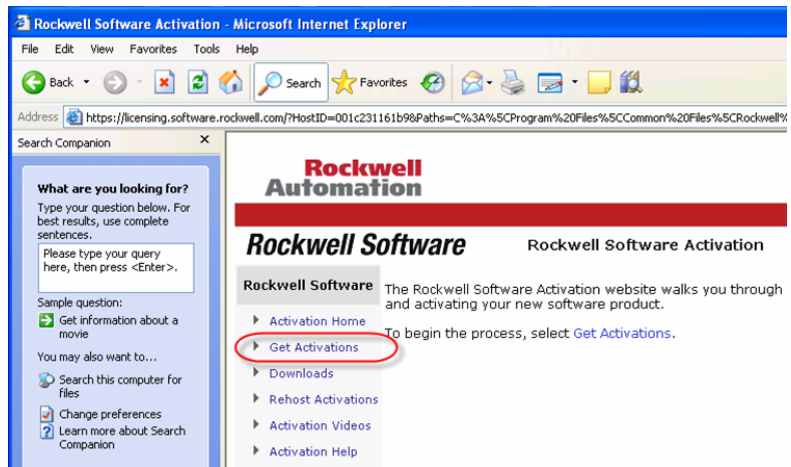 Rockwell Software Activation - Microsoft Internet Explorer
File Edit View Favorites Tools Help
Back Search Favorites
Address https://licensing.software.rockwell.com/?HostID=001c231161b98&Paths=C%3A%5CProgram%20Files%5CCommon%20Files%5CRockwell%
Search Companion X
What are you looking for?
Type your question below. For
best results, use complete
sentences.
Please type your query
here, then press <Enter>.
Sample question:
Get information about a
movie
You may also want to...
Search this computer for
files
Change preferences
Learn more about Search
Companion
Rockwell
Automation
Rockwell Software
Rockwell Software Activation
Rockwell Software
Activation Home
Get Activations
Downloads
Rehost Activations
Activation Videos
Activation Help
The Rockwell Software Activation website walks you through
and activating your new software product.
To begin the process, select Get Activations.